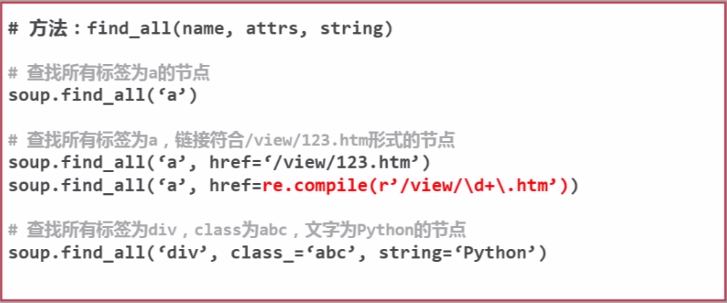 # 方法：find_all(name, attrs, string)
# 查找所有标签为a的节点
soup.find_all(‘a’)
# 查找所有标签为a，链接符合/view/123.htm形式的节点
soup.find_all(‘a’, href=‘/view/123.htm’)
soup.find_all(‘a’, href=re.compile(r’/view/\d+\.htm’))
# 查找所有标签为div，class为abc，文字为Python的节点
soup.find_all(‘div’, class_=‘abc’, string=‘Python’)